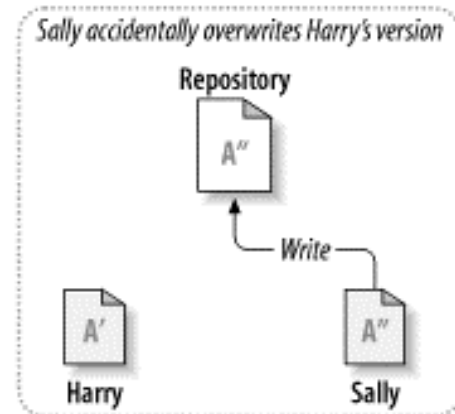 Sally accidentally overwrites Harry's version
Repository
A"
Write
A'
A"
Harry
Sally